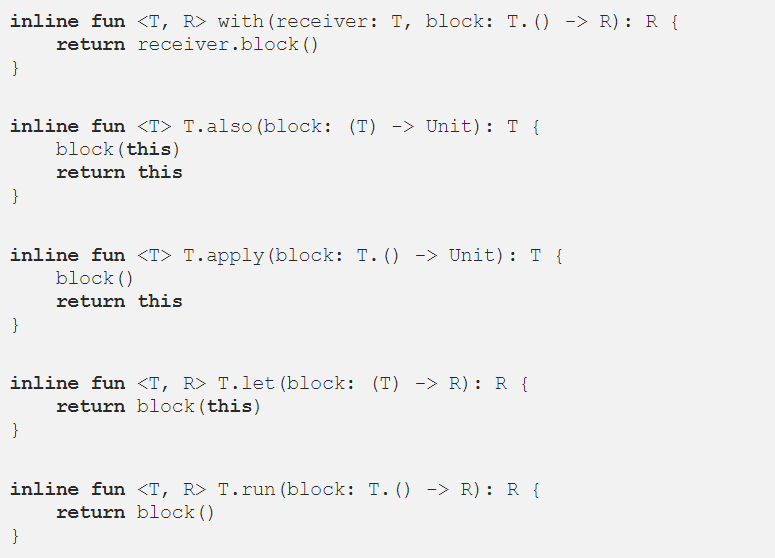 inline fun <T, R> with(receiver: T, block: T.() -> R): R {
    return receiver.block()
}
inline fun <T> T.also(block: (T) -> Unit): T {
    block(this)
    return this
}
inline fun <T> T.apply(block: T.() -> Unit): T {
    block()
    return this
}
inline fun <T, R> T.let(block: (T) -> R): R {
    return block(this)
}
inline fun <T, R> T.run(block: T.() -> R): R {
    return block()
}